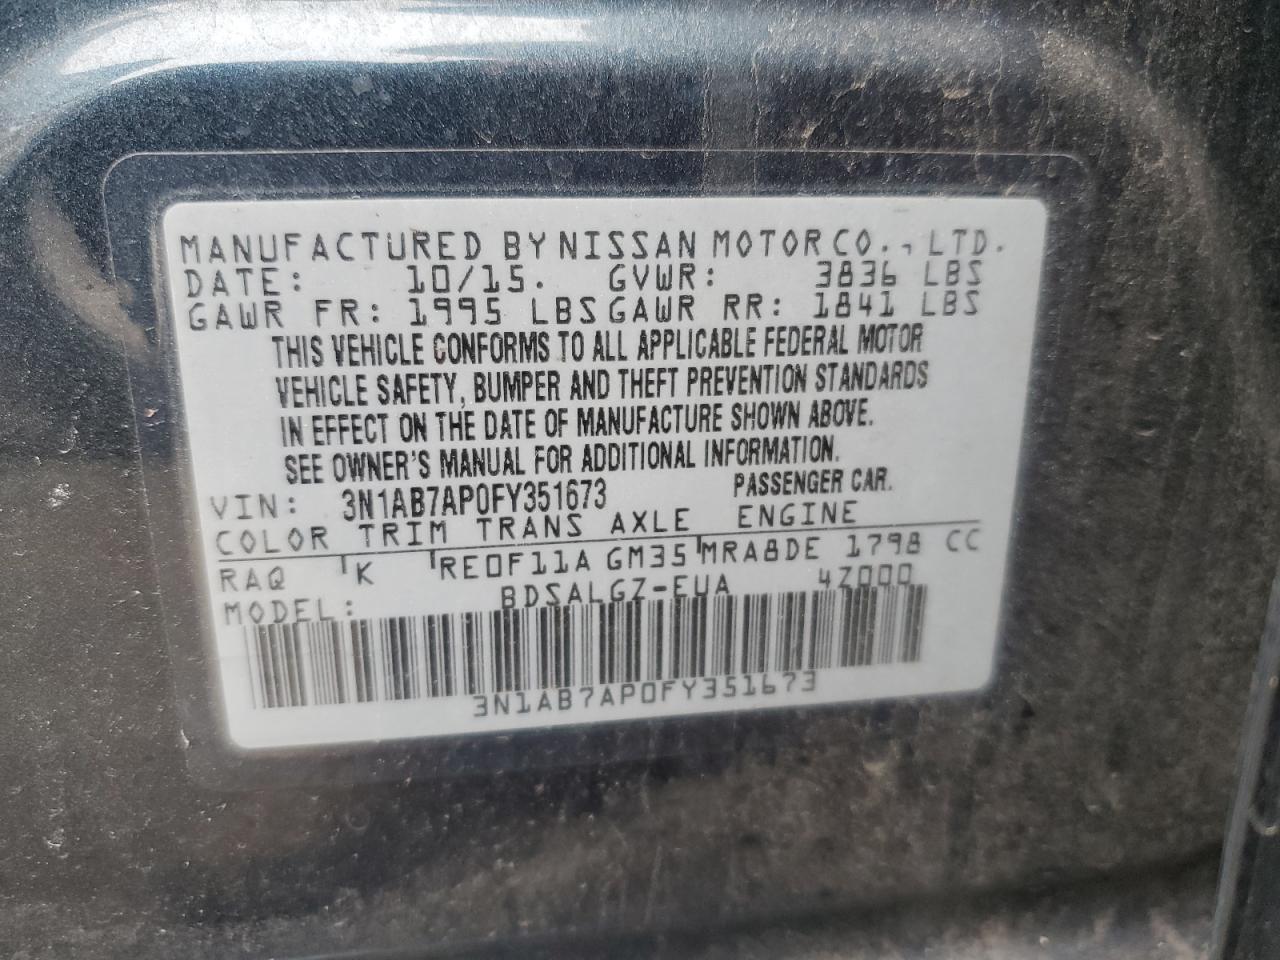 MANUFACTURED BY NISSAN MOTOR CO., LTD.
DATE: 10/15. GVWR: 3836 LBS
GAWR FR: 1995 LBS GAWR RR: 1841 LBS
THIS VEHICLE CONFORMS TO ALL APPLICABLE FEDERAL MOTOR
VEHICLE SAFETY, BUMPER AND THEFT PREVENTION STANDARDS
IN EFFECT ON THE DATE OF MANUFACTURE SHOWN ABOVE.
SEE OWNER'S MANUAL FOR ADDITIONAL INFORMATION.
VIN: 3N1AB7AP0FY351673 PASSENGER CAR.
COLOR TRIM TRANS AXLE ENGINE
RAQ K RE0F11A GM35 MRA8DE 1798 CC
MODEL: BDSALGZ-EUA 4Z000
3N1AB7AP0FY351673